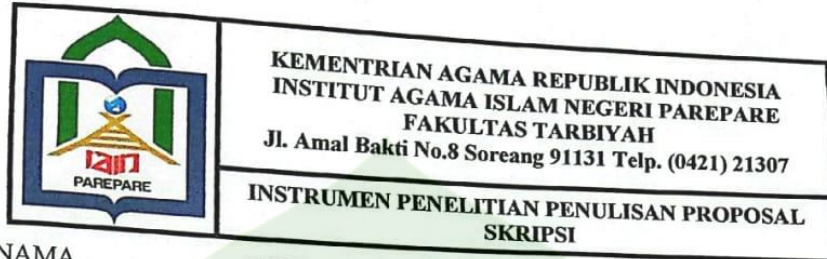 IAIN
PAREPARE
KEMENTRIAN AGAMA REPUBLIK INDONESIA
INSTITUT AGAMA ISLAM NEGERI PAREPARE
FAKULTAS TARBIYAH
Jl. Amal Bakti No.8 Soreang 91131 Telp. (0421) 21307
INSTRUMEN PENELITIAN PENULISAN PROPOSAL
SKRIPSI
NAMA